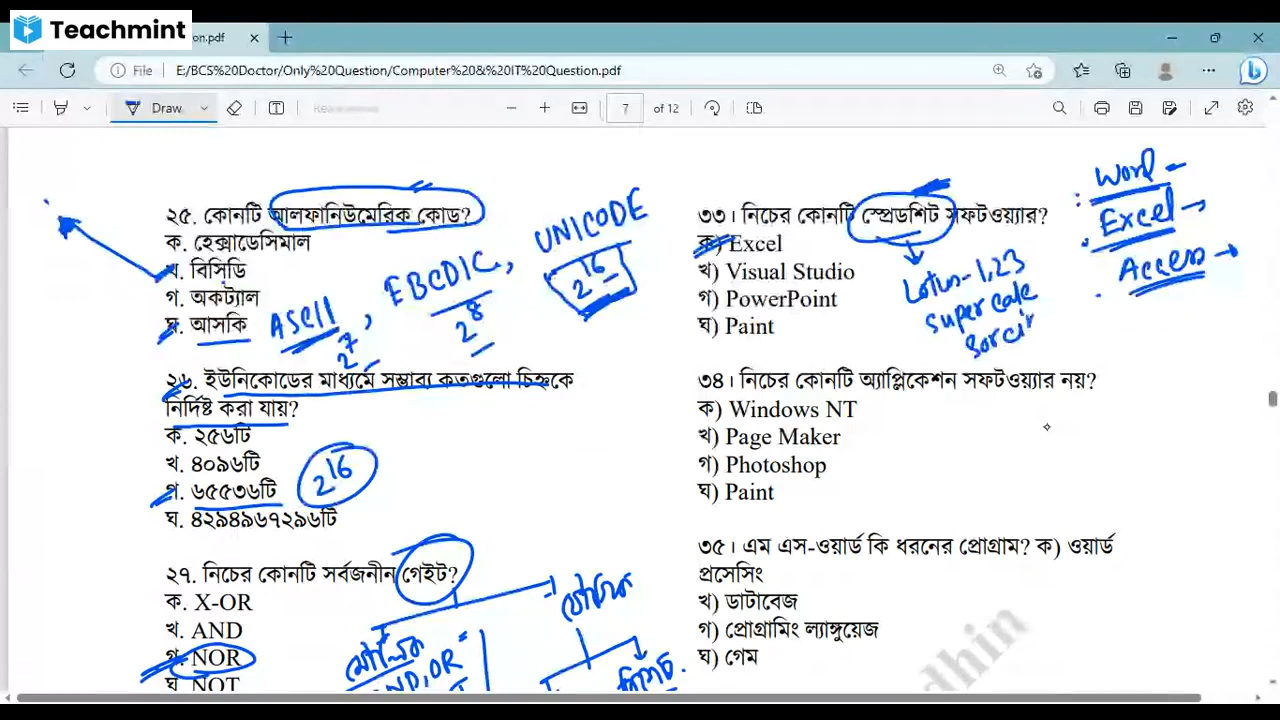 Teachmint
on.pdf
File E:/BCS%20Doctor/Only%20Question/Computer%20&%20IT%20Question.pdf
Draw Read aloud 7 of 12
২৫. কোনটি আলফানিউমেরিক কোড?
ক. হেক্সাডেসিমাল
খ. বিসিডি
গ. অকট্যাল
ঘ. আসকি
ASCII, EBCDIC, UNICODE
2^7 2^8 2^16
২৬. ইউনিকোডের মাধ্যমে সম্ভাব্য কতগুলো চিহ্নকে
নির্দিষ্ট করা যায়?
ক. ২৫৬টি
খ. ৪০৯৬টি
গ. ৬৫৫৩৬টি 2^16
ঘ. ৪২৯৪৯৬৭২৯৬টি
২৭. নিচের কোনটি সর্বজনীন গেইট?
ক. X-OR
খ. AND
গ. NOR
ঘ. NOT
মৌলিক
যৌগিক
৩৩। নিচের কোনটি স্প্রেডশিট সফটওয়্যার?
ক) Excel
খ) Visual Studio
গ) PowerPoint
ঘ) Paint
Lotus-1,23
Super calc
Word
Excel
Access
৩৪। নিচের কোনটি অ্যাপ্লিকেশন সফটওয়্যার নয়?
ক) Windows NT
খ) Page Maker
গ) Photoshop
ঘ) Paint
৩৫। এম এস-ওয়ার্ড কি ধরনের প্রোগ্রাম? ক) ওয়ার্ড
প্রসেসিং
খ) ডাটাবেজ
গ) প্রোগ্রামিং ল্যাঙ্গুয়েজ
ঘ) গেম
dhin